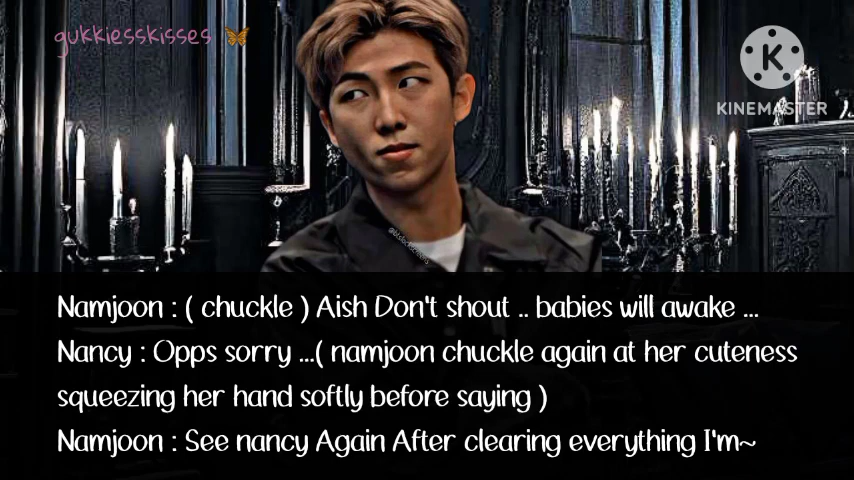 gukkiesskisses
KINEMASTER
Namjoon : ( chuckle ) Aish Don't shout .. babies will awake ...
Nancy : Opps sorry ...( namjoon chuckle again at her cuteness
squeezing her hand softly before saying )
Namjoon : See nancy Again After clearing everything I'm~